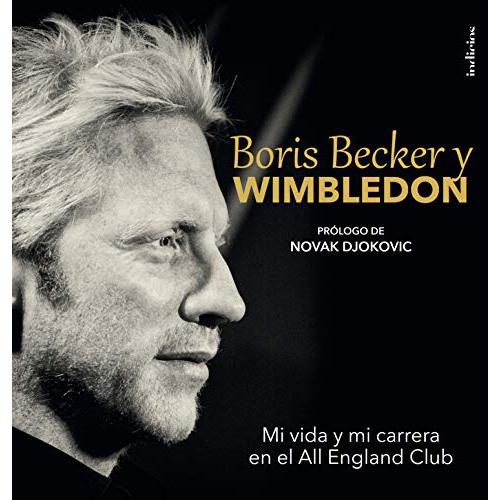 indicios
Boris Becker y
WIMBLEDON
PRÓLOGO DE
NOVAK DJOKOVIC
Mi vida y mi carrera
en el All England Club